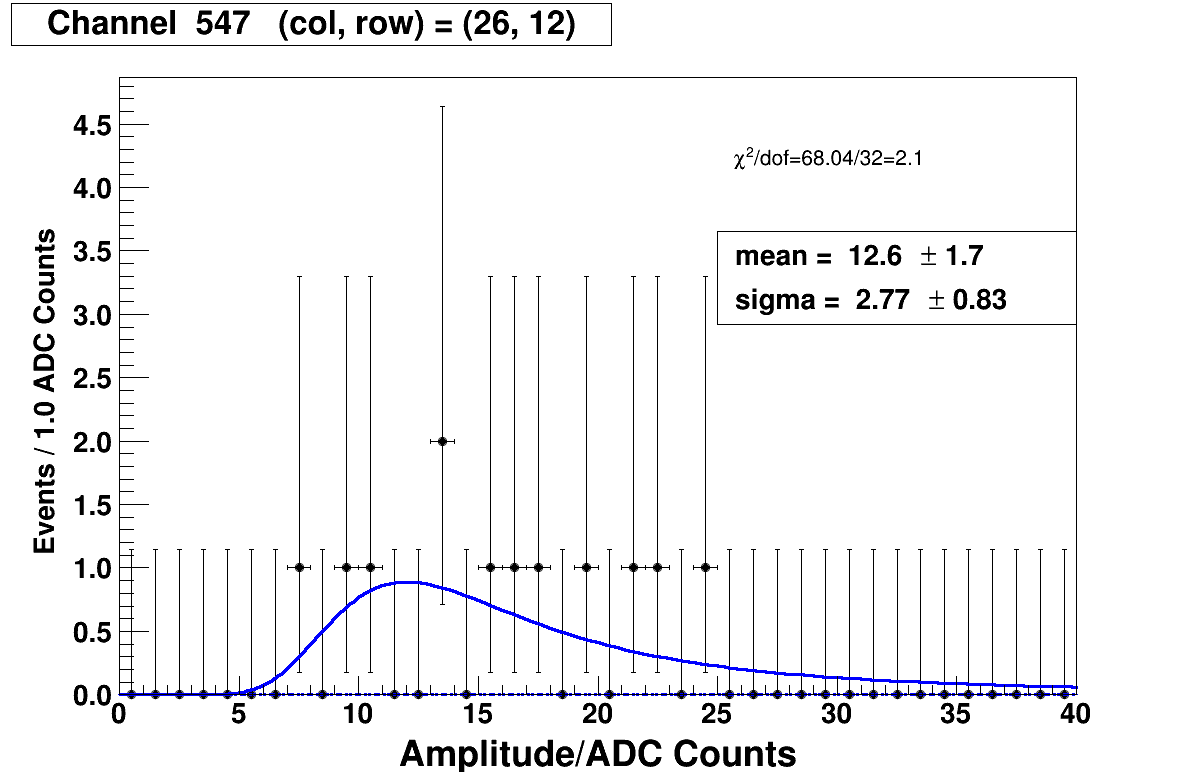 Channel 547 (col, row) = (26, 12)
χ²/dof=68.04/32=2.1
mean = 12.6 ± 1.7
sigma = 2.77 ± 0.83
Events / 1.0 ADC Counts
4.5
4.0
3.5
3.0
2.5
2.0
1.5
1.0
0.5
0.0
0 5 10 15 20 25 30 35 40
Amplitude/ADC Counts